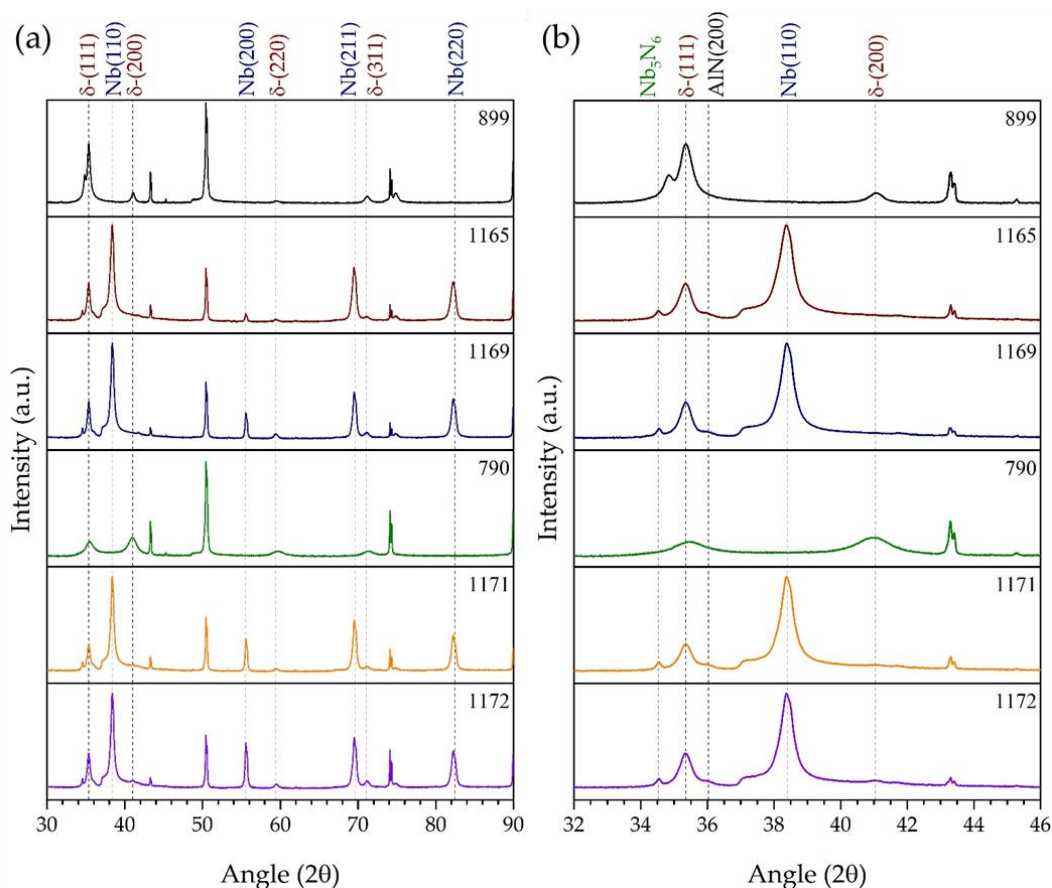 (a)
δ-(111)
Nb(110)
δ-(200)
Nb(200)
δ-(220)
Nb(211)
δ-(311)
Nb(220)
899
1165
1169
790
1171
1172
Intensity (a.u.)
30 40 50 60 70 80 90
Angle (2θ)
(b)
Nb₅N₆
δ-(111)
AlN(200)
Nb(110)
δ-(200)
899
1165
1169
790
1171
1172
Intensity (a.u.)
32 34 36 38 40 42 44 46
Angle (2θ)